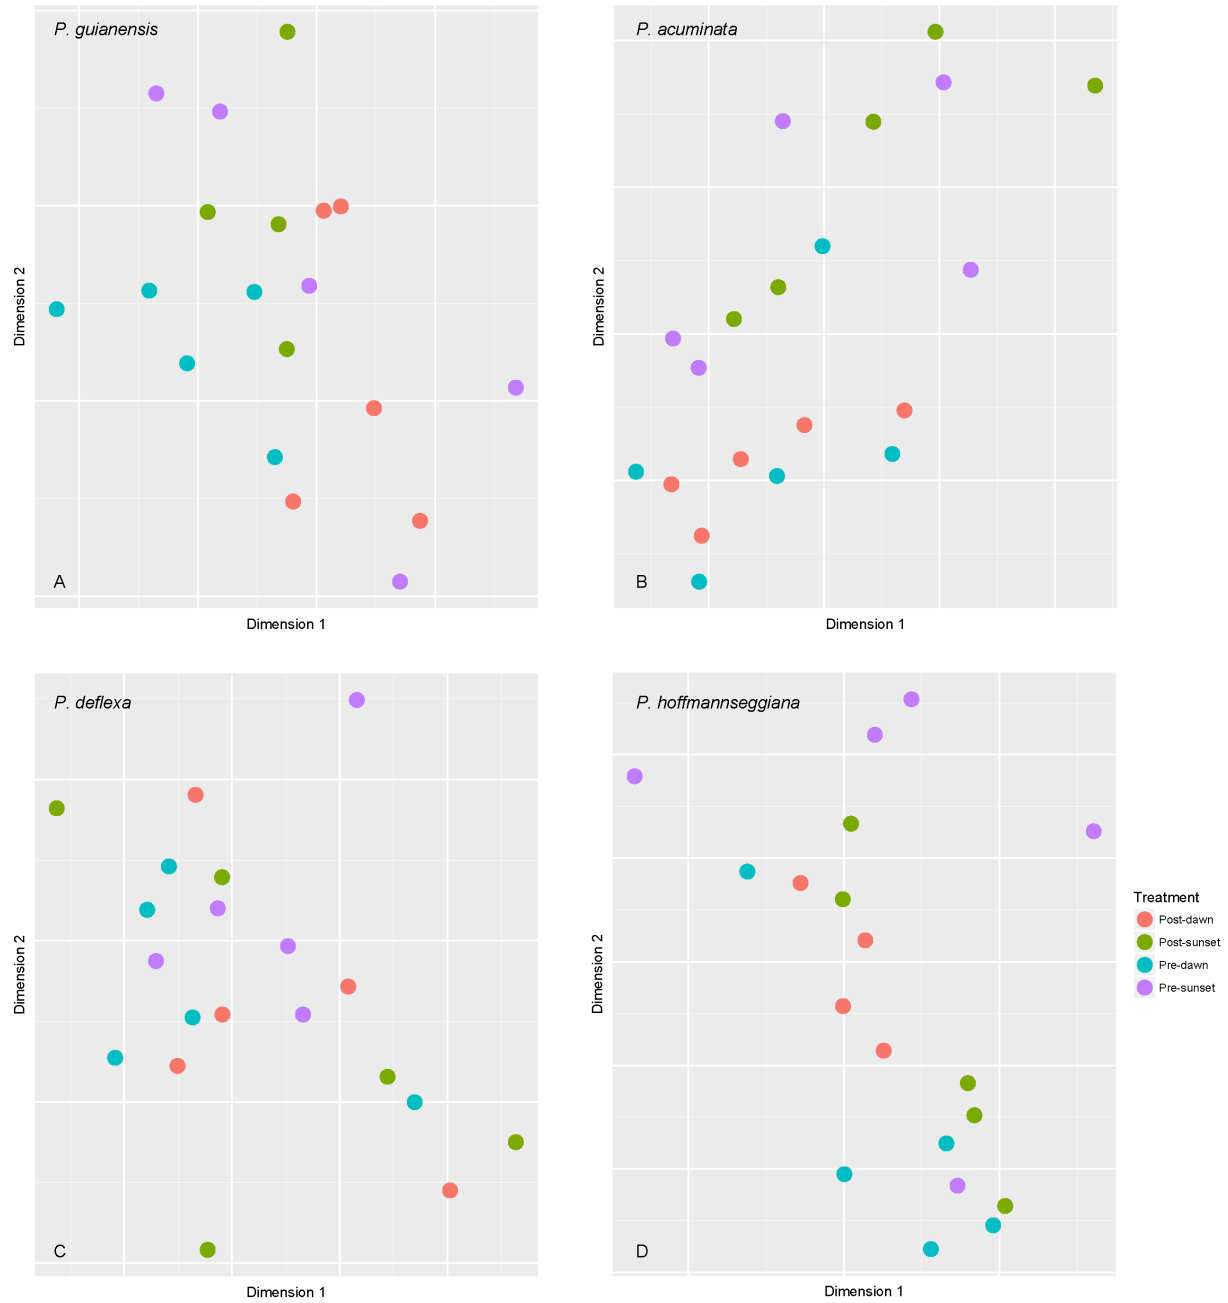 P. guianensis
Dimension 2
A
Dimension 1
P. acuminata
Dimension 2
B
Dimension 1
P. deflexa
Dimension 2
C
Dimension 1
P. hoffmannseggiana
Dimension 2
D
Dimension 1
Treatment
Post-dawn
Post-sunset
Pre-dawn
Pre-sunset